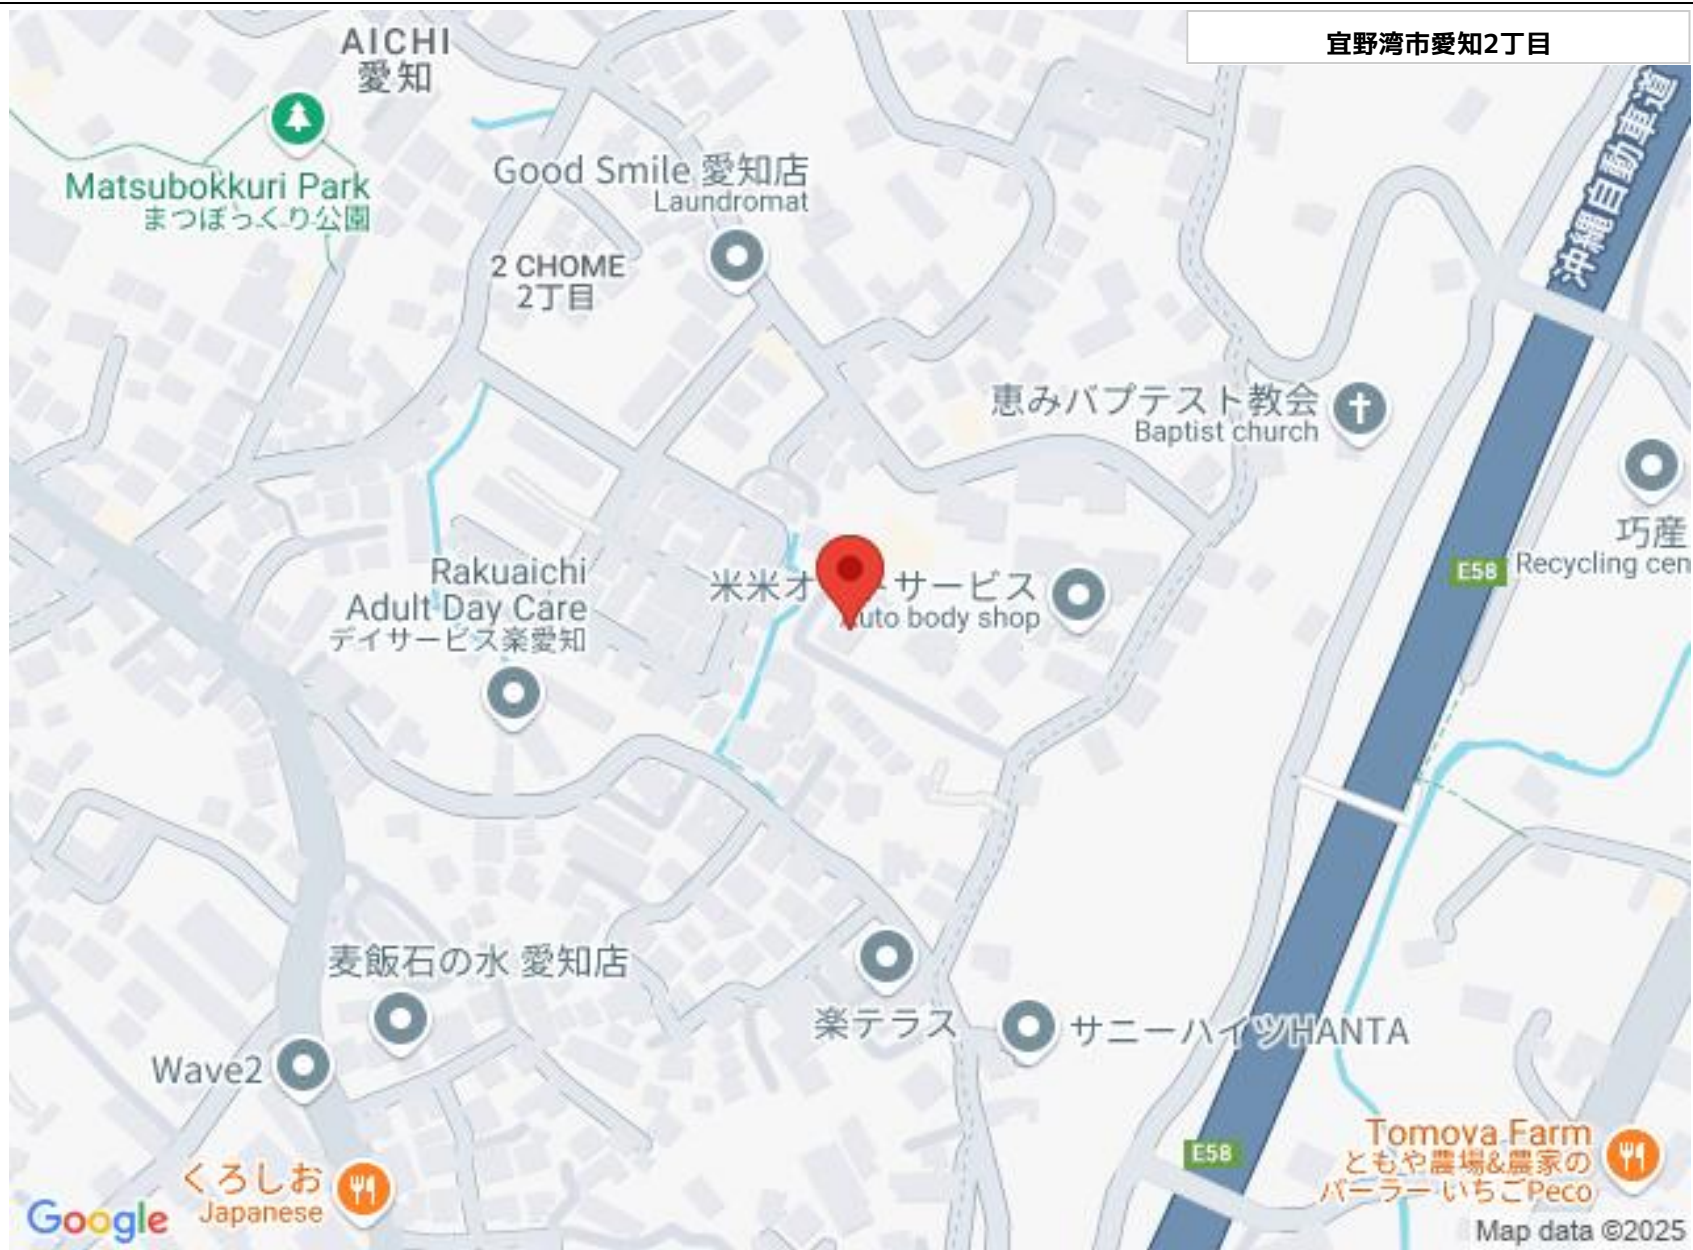 宜野湾市愛知2丁目
AICHI
愛知
沖縄自動車道
Good Smile 愛知店
Laundromat
Matsubokkuri Park
まつぼっくり公園
2 CHOME
2丁目
恵みバプテスト教会
Baptist church
巧産
Recycling cen
E58
Rakuaichi
Adult Day Care
デイサービス楽愛知
米米オ トサービス
uto body shop
麦飯石の水 愛知店
楽テラス
サニーハイツHANTA
Wave2
くろしお
Japanese
E58
Tomoya Farm
ともや農場&農家の
パーラー いちごPeco
Google
Map data ©2025